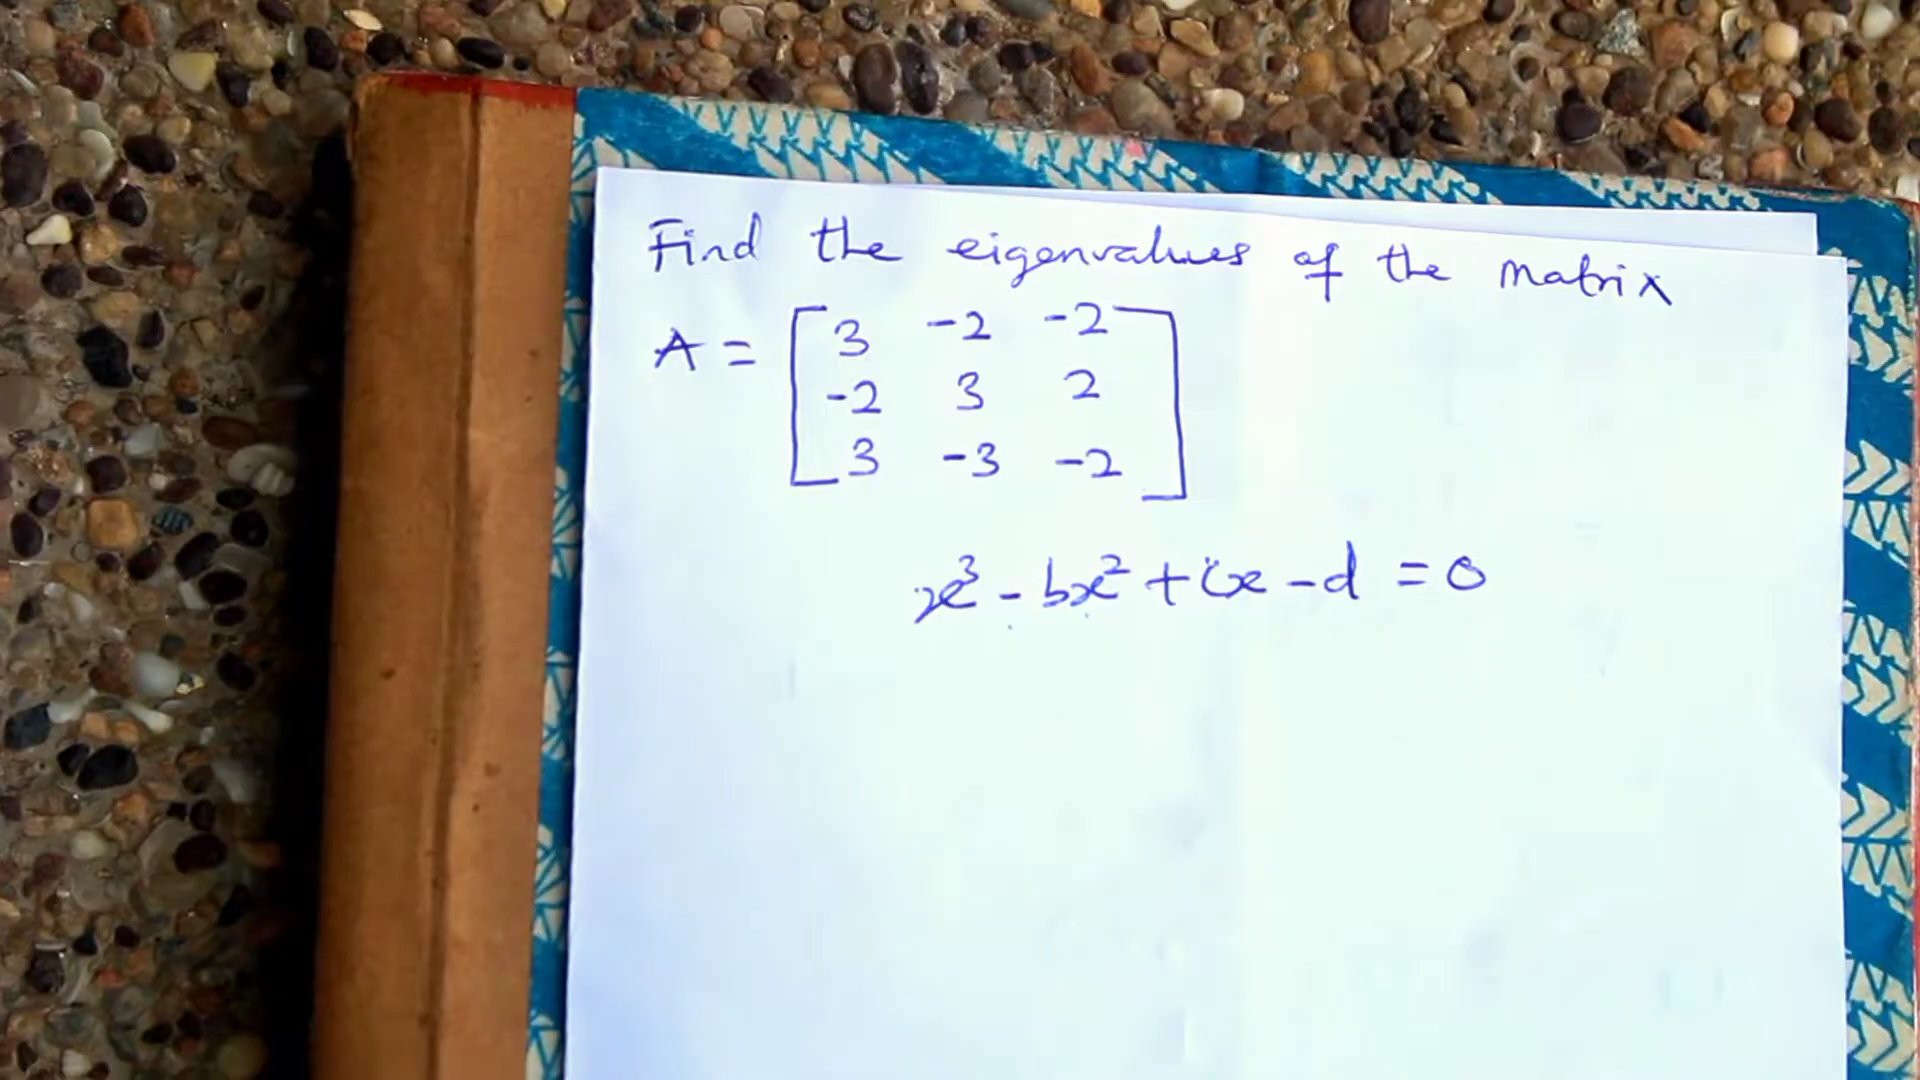 Find the eigenvalues of the matrix
A = [ 3 -2 -2
-2 3 2
3 -3 -2 ]
x³ - bx² + cx - d = 0